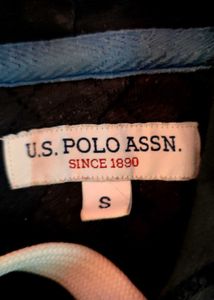 U.S. POLO ASSN.
SINCE 1890
S